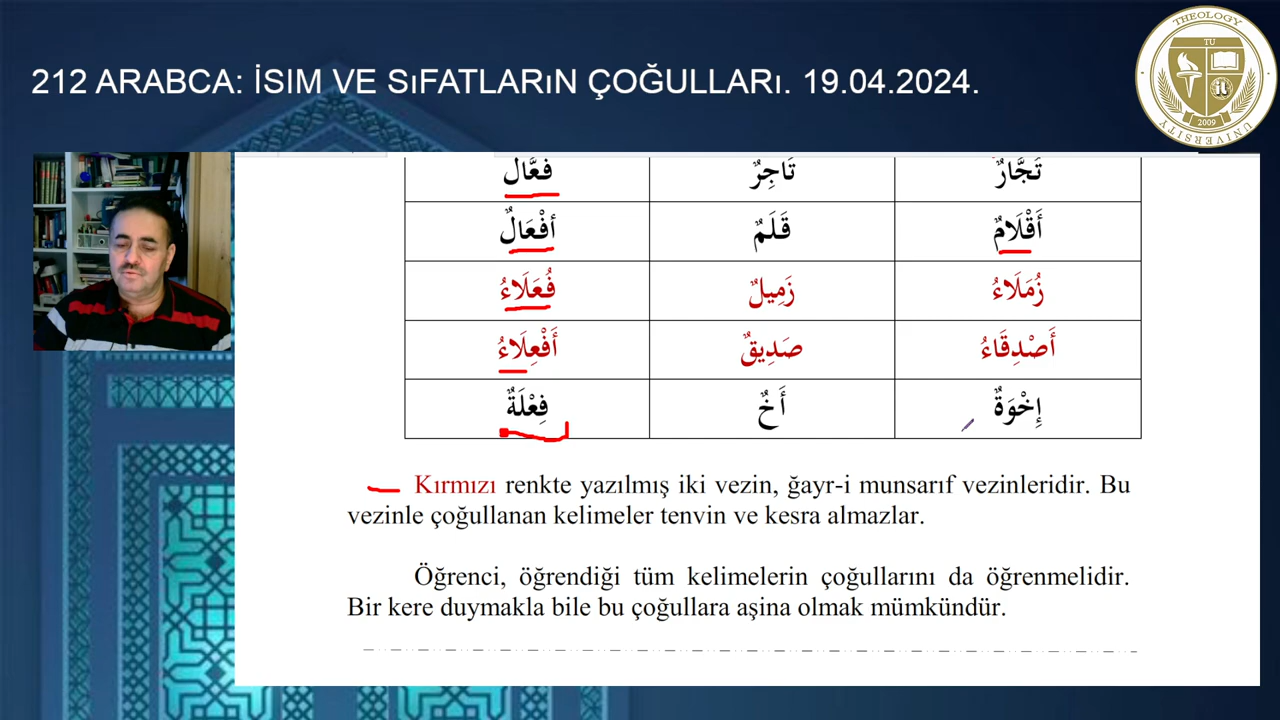 212 ARABCA: İSIM VE SıFATLARıN ÇOĞULLARı. 19.04.2024.
THEOLOGY
TU
2009
UNIVERSITY
تَجَّارٌ تَاجِرٌ فَعَّال
أَقْلَامٌ قَلَمٌ أفْعَالٌ
زُمَلَاءُ زَمِيلٌ فُعَلَاءُ
أَصْدِقَاءُ صَدِيقٌ أَفْعِلَاءُ
إِخْوَةٌ أَخٌ فِعْلَةٌ
Kırmızı renkte yazılmış iki vezin, ğayr-i munsarıf vezinleridir. Bu
vezinle çoğullanan kelimeler tenvin ve kesra almazlar.
Öğrenci, öğrendiği tüm kelimelerin çoğullarını da öğrenmelidir.
Bir kere duymakla bile bu çoğullara aşina olmak mümkündür.